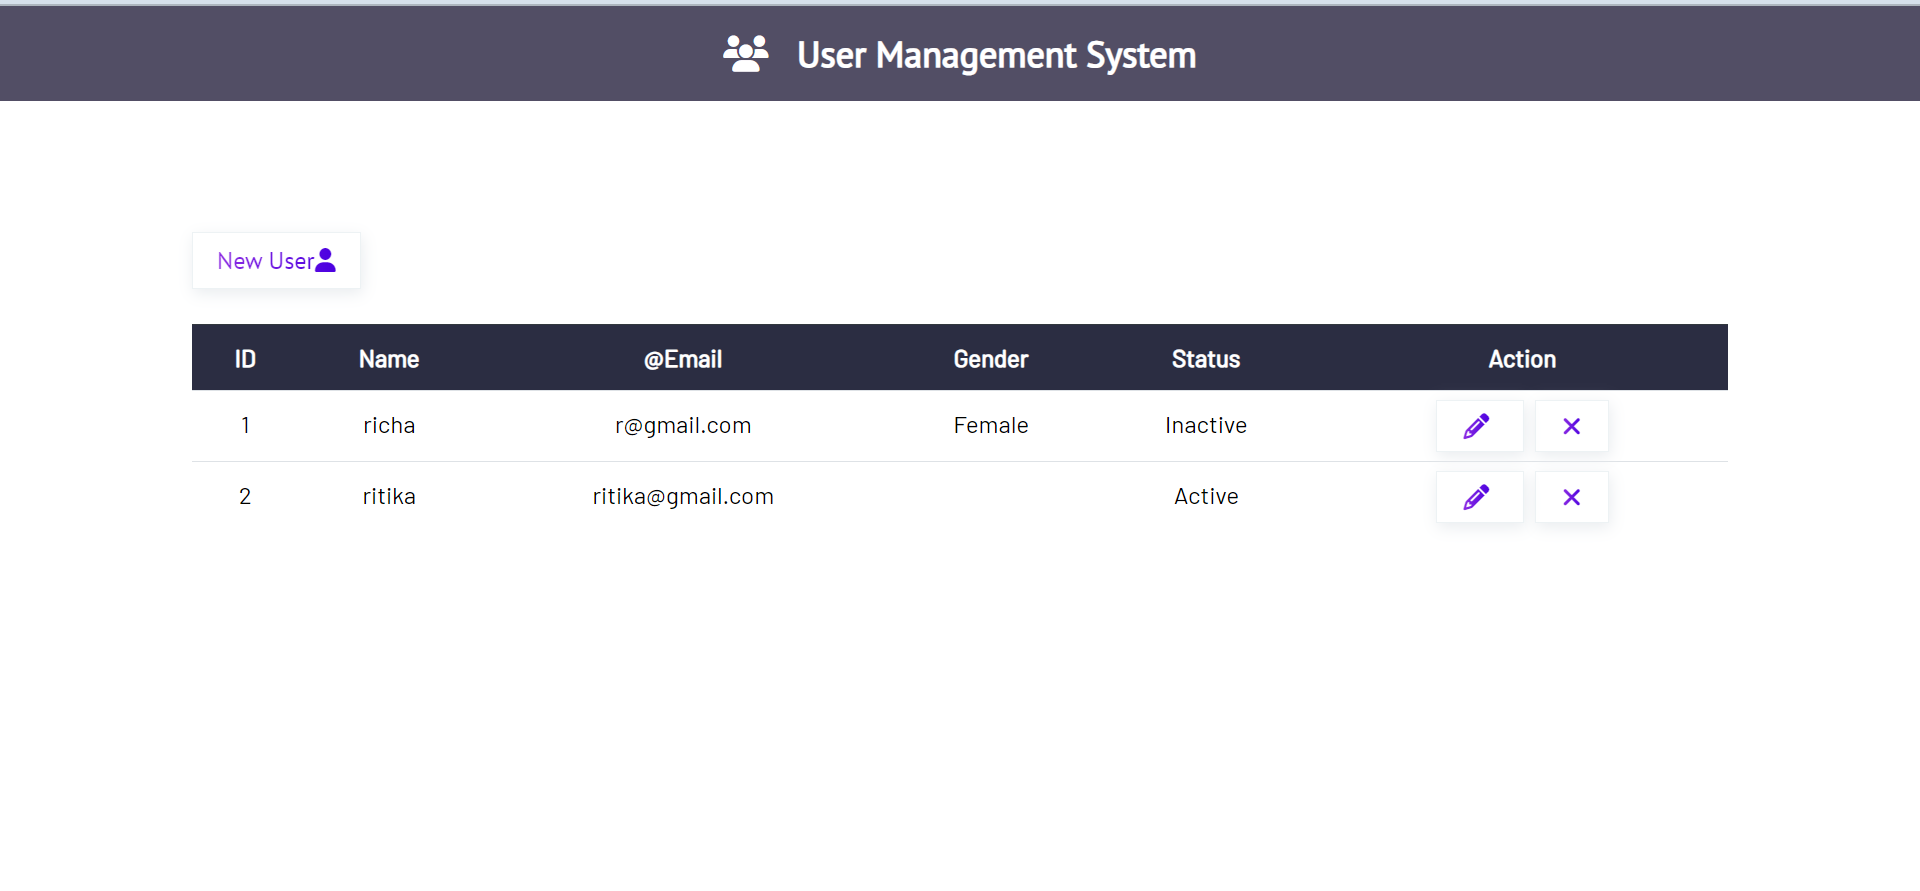 User Management System
New User
ID Name @Email Gender Status Action
1 richa r@gmail.com Female Inactive
2 ritika ritika@gmail.com Active